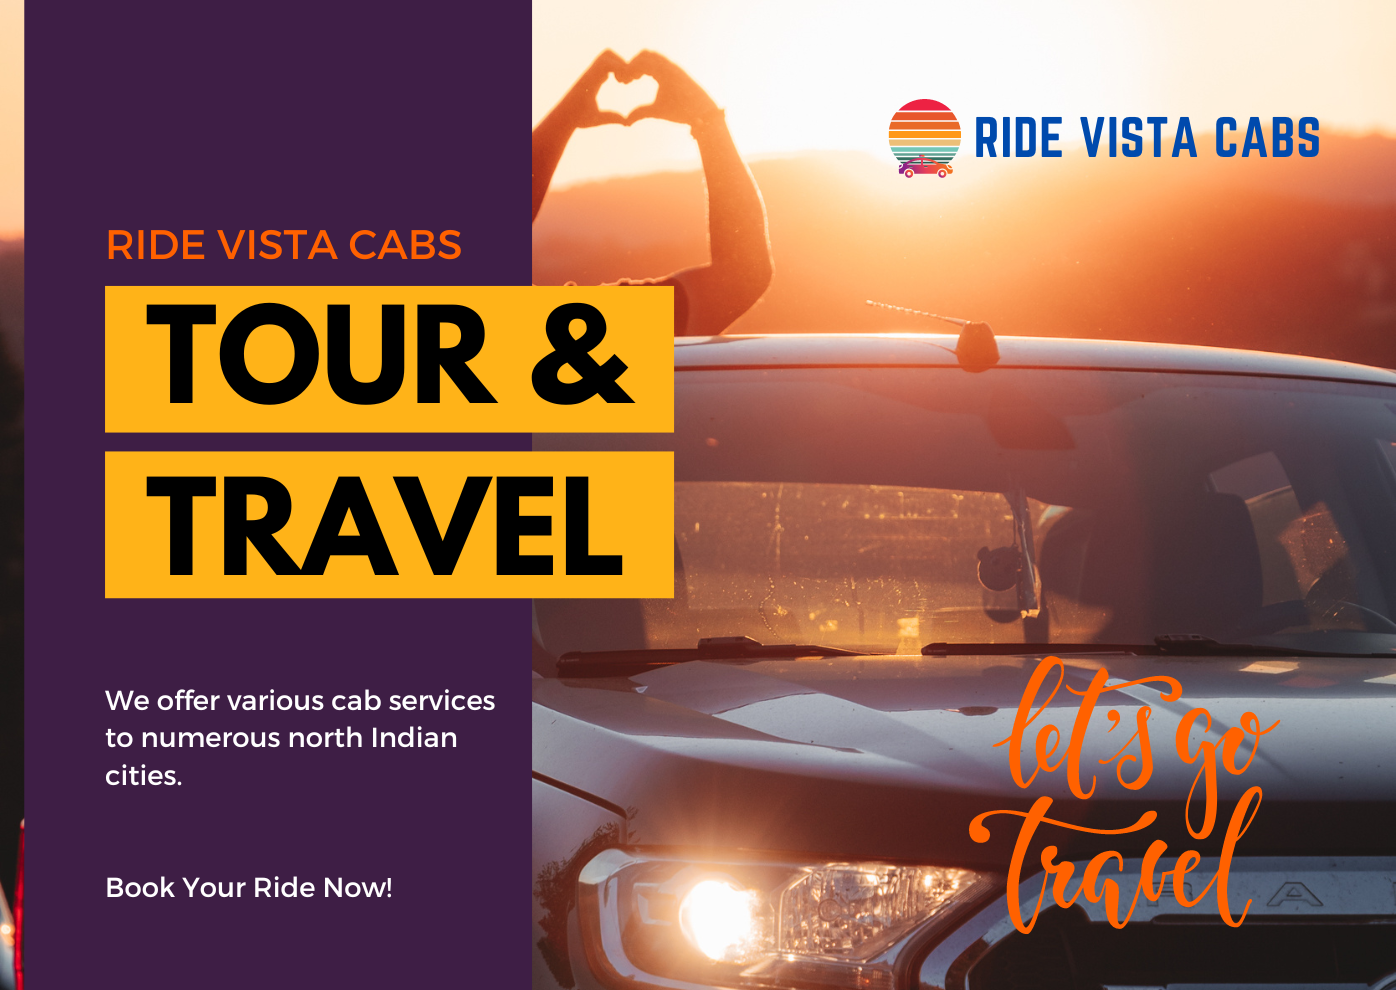 RIDE VISTA CABS
RIDE VISTA CABS
TOUR &
TRAVEL
We offer various cab services
to numerous north Indian
cities.
Book Your Ride Now!
let's go
travel